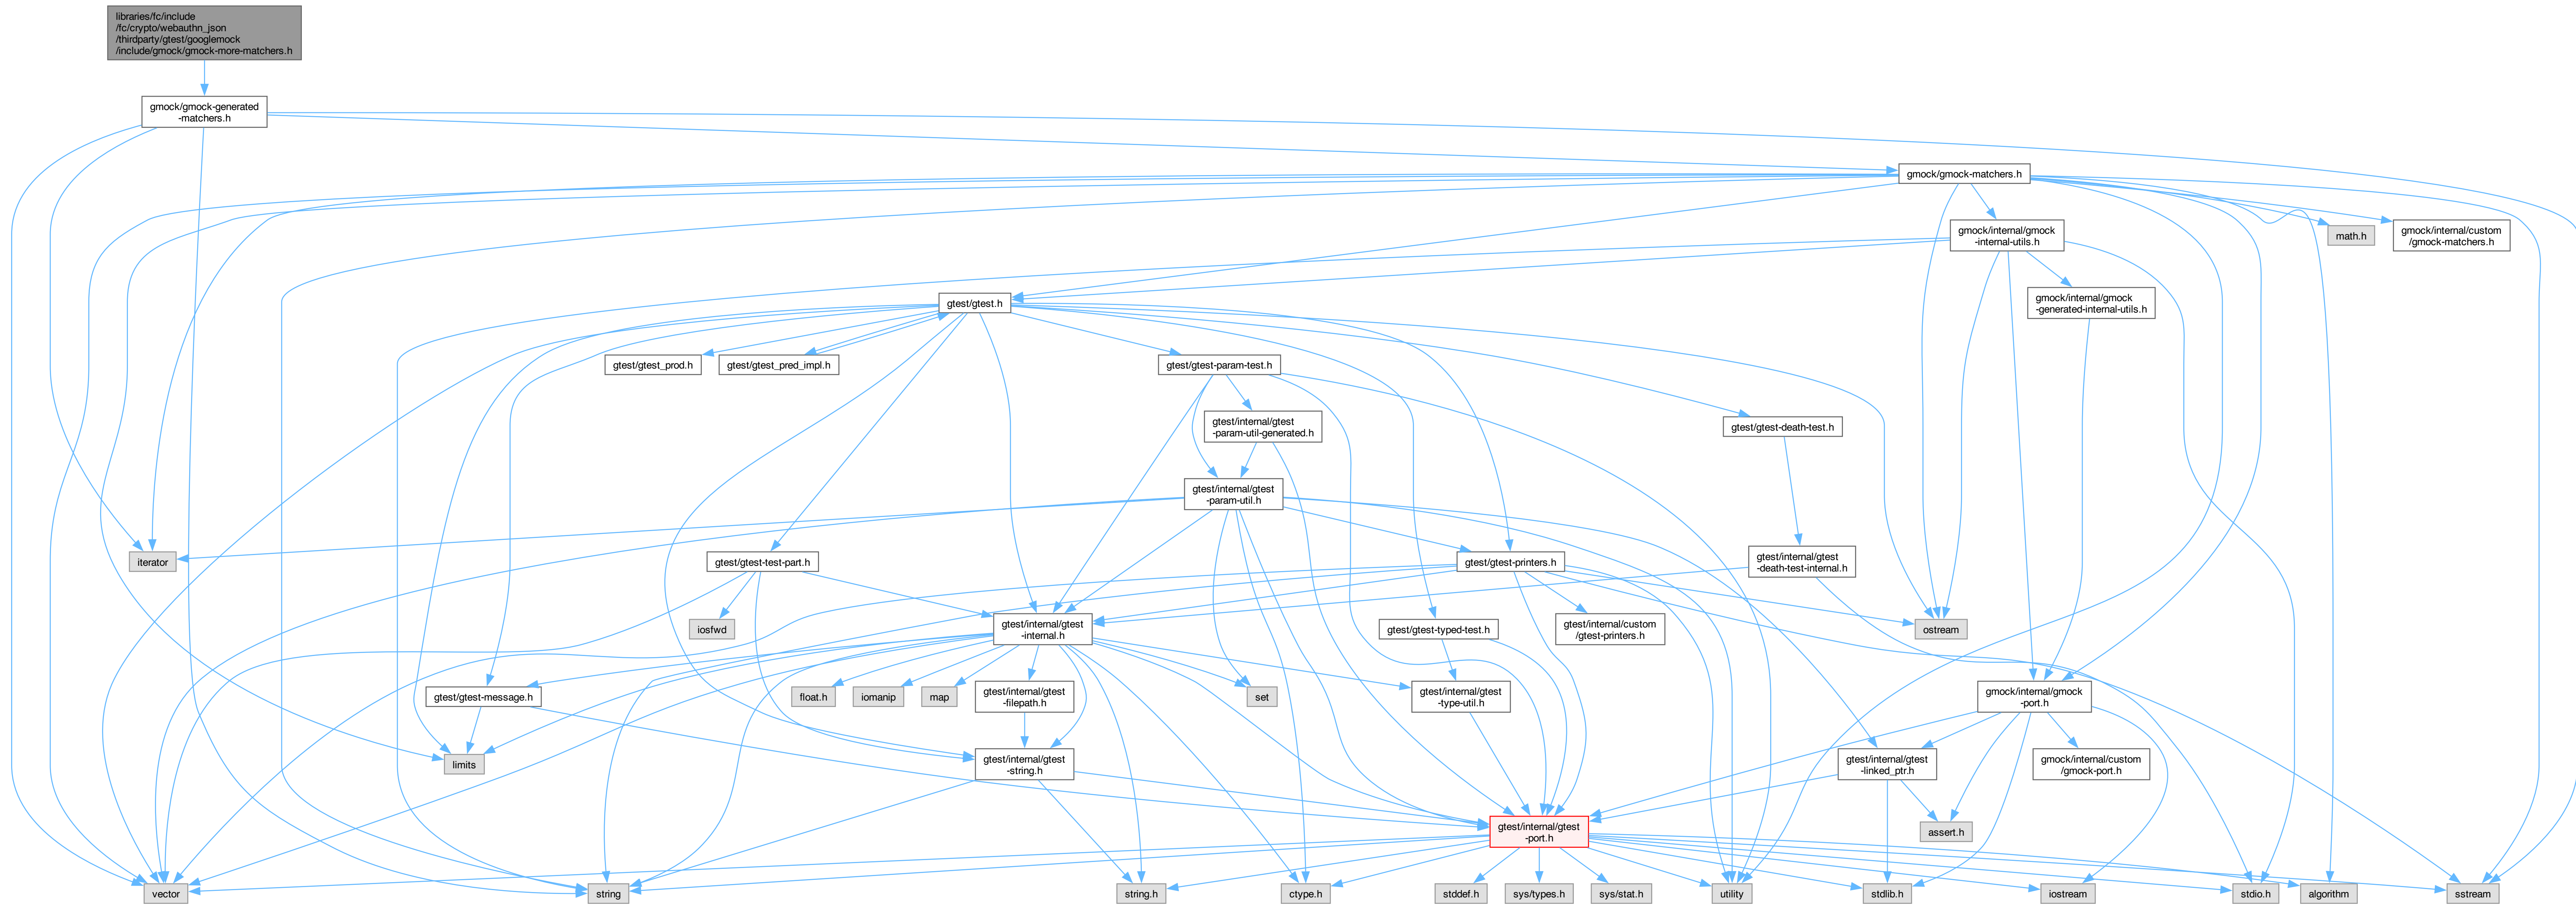 libraries/fc/include
/fc/crypto/webauthn_json
/thirdparty/gtest/googlemock
/include/gmock/gmock-more-matchers.h
gmock/gmock-generated
-matchers.h
gmock/gmock-matchers.h
gmock/internal/gmock
-internal-utils.h
math.h
gmock/internal/custom
/gmock-matchers.h
gtest/gtest.h
gmock/internal/gmock
-generated-internal-utils.h
gtest/gtest_prod.h
gtest/gtest_pred_impl.h
gtest/gtest-param-test.h
gtest/internal/gtest
-param-util-generated.h
gtest/gtest-death-test.h
gtest/internal/gtest
-param-util.h
iterator
gtest/gtest-test-part.h
gtest/gtest-printers.h
gtest/internal/gtest
-death-test-internal.h
iosfwd
gtest/internal/gtest
-internal.h
gtest/gtest-typed-test.h
gtest/internal/custom
/gtest-printers.h
ostream
gtest/gtest-message.h
float.h
iomanip
map
gtest/internal/gtest
-filepath.h
set
gtest/internal/gtest
-type-util.h
gmock/internal/gmock
-port.h
limits
gtest/internal/gtest
-string.h
gtest/internal/gtest
-linked_ptr.h
gmock/internal/custom
/gmock-port.h
gtest/internal/gtest
-port.h
assert.h
vector
string
string.h
ctype.h
stddef.h
sys/types.h
sys/stat.h
utility
stdlib.h
iostream
stdio.h
algorithm
sstream